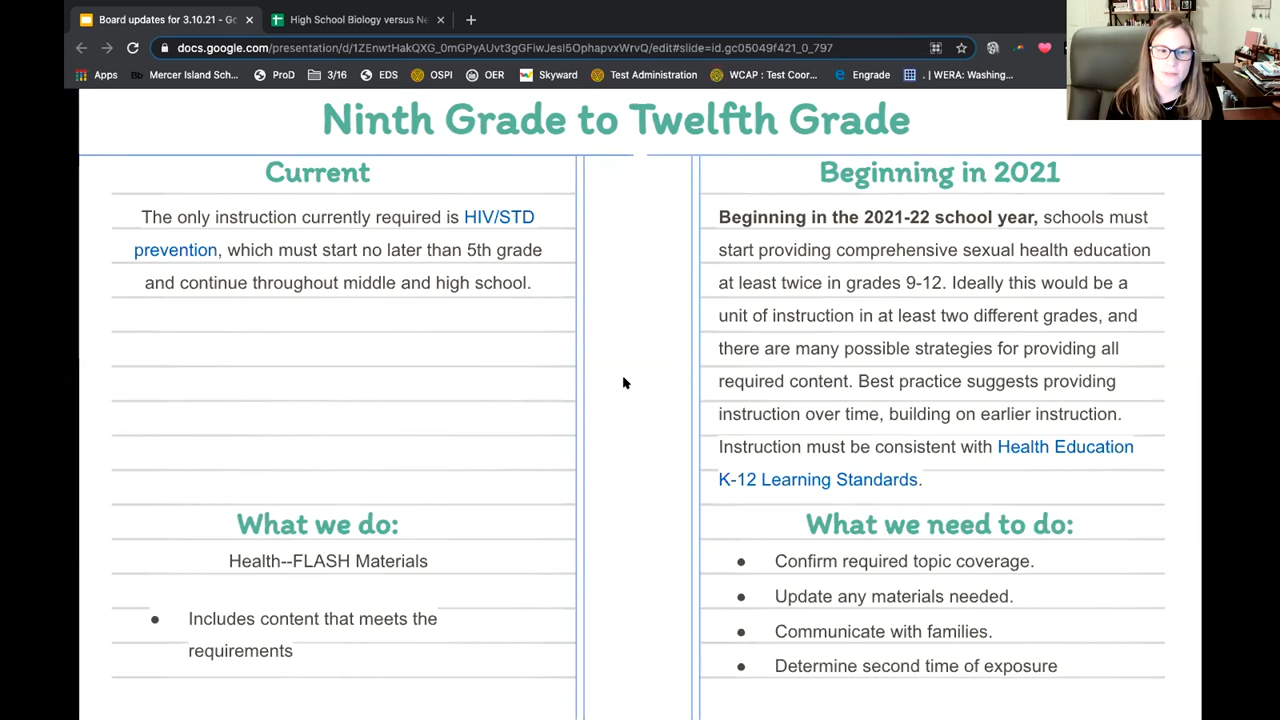 Board updates for 3.10.21 - Gc
High School Biology versus Ne
docs.google.com/presentation/d/1ZEnwtHakQXG_0mGPyAUvt3gGFiwJesI5OphapvxWrvQ/edit#slide=id.gc05049f421_0_797
Apps Bb Mercer Island Sch... ProD 3/16 EDS OSPI OER Skyward Test Administration WCAP : Test Coor... Engrade . | WERA: Washing...
Ninth Grade to Twelfth Grade
Current
The only instruction currently required is HIV/STD
prevention, which must start no later than 5th grade
and continue throughout middle and high school.
What we do:
Health--FLASH Materials
● Includes content that meets the
requirements
Beginning in 2021
Beginning in the 2021-22 school year, schools must
start providing comprehensive sexual health education
at least twice in grades 9-12. Ideally this would be a
unit of instruction in at least two different grades, and
there are many possible strategies for providing all
required content. Best practice suggests providing
instruction over time, building on earlier instruction.
Instruction must be consistent with Health Education
K-12 Learning Standards.
What we need to do:
● Confirm required topic coverage.
● Update any materials needed.
● Communicate with families.
● Determine second time of exposure